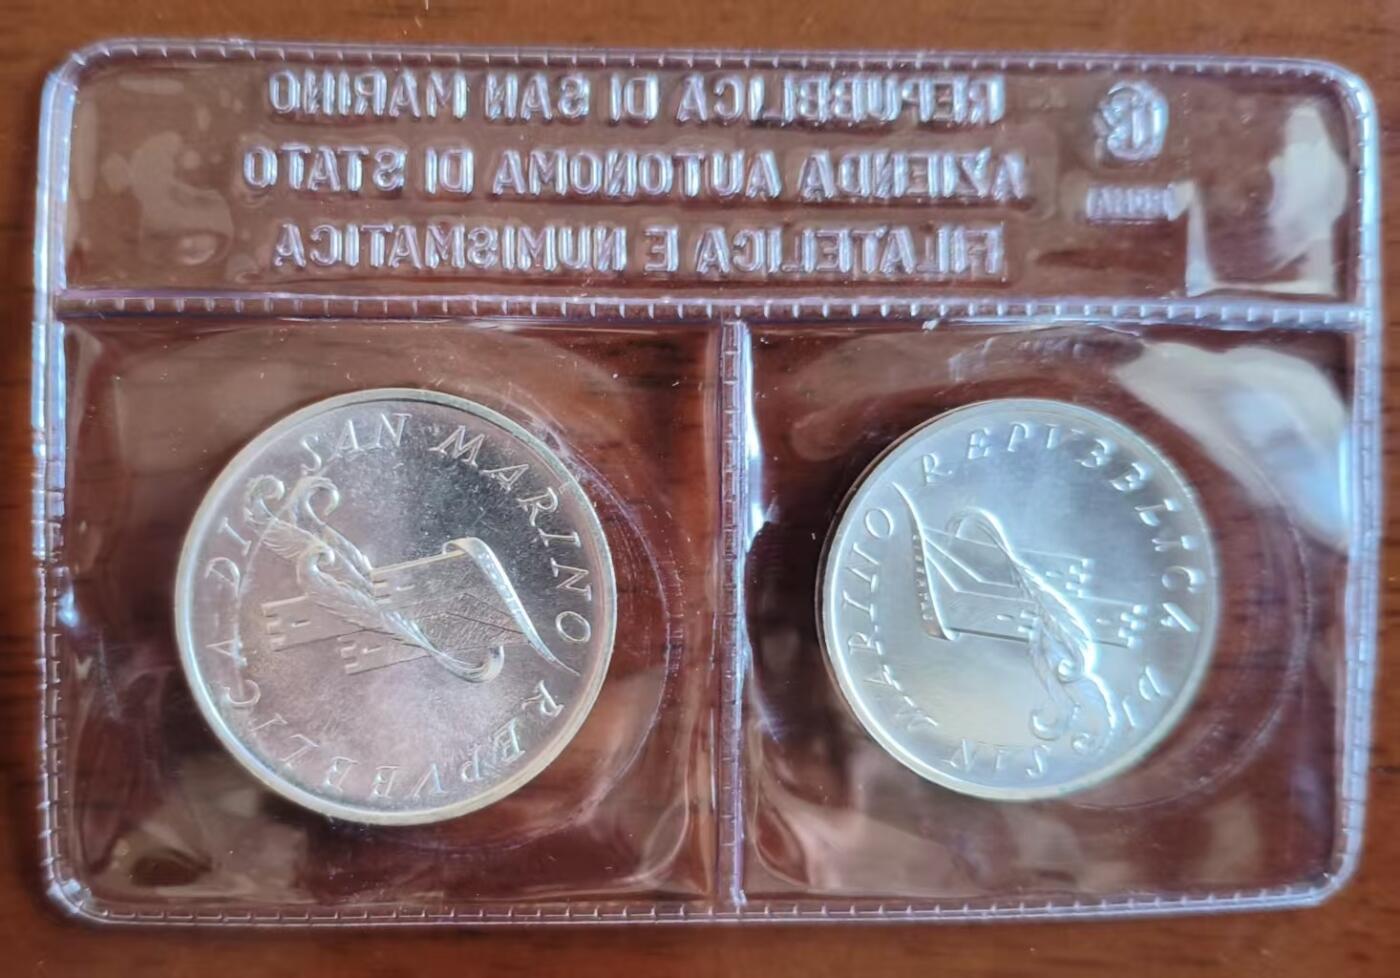 REPUBBLICA DI SAN MARINO
AZIENDA AUTONOMA DI STATO
FILATELICA E NUMISMATICA
REPVBBLICA DI SAN MARINO
REPVBBLICA DI SAN MARINO